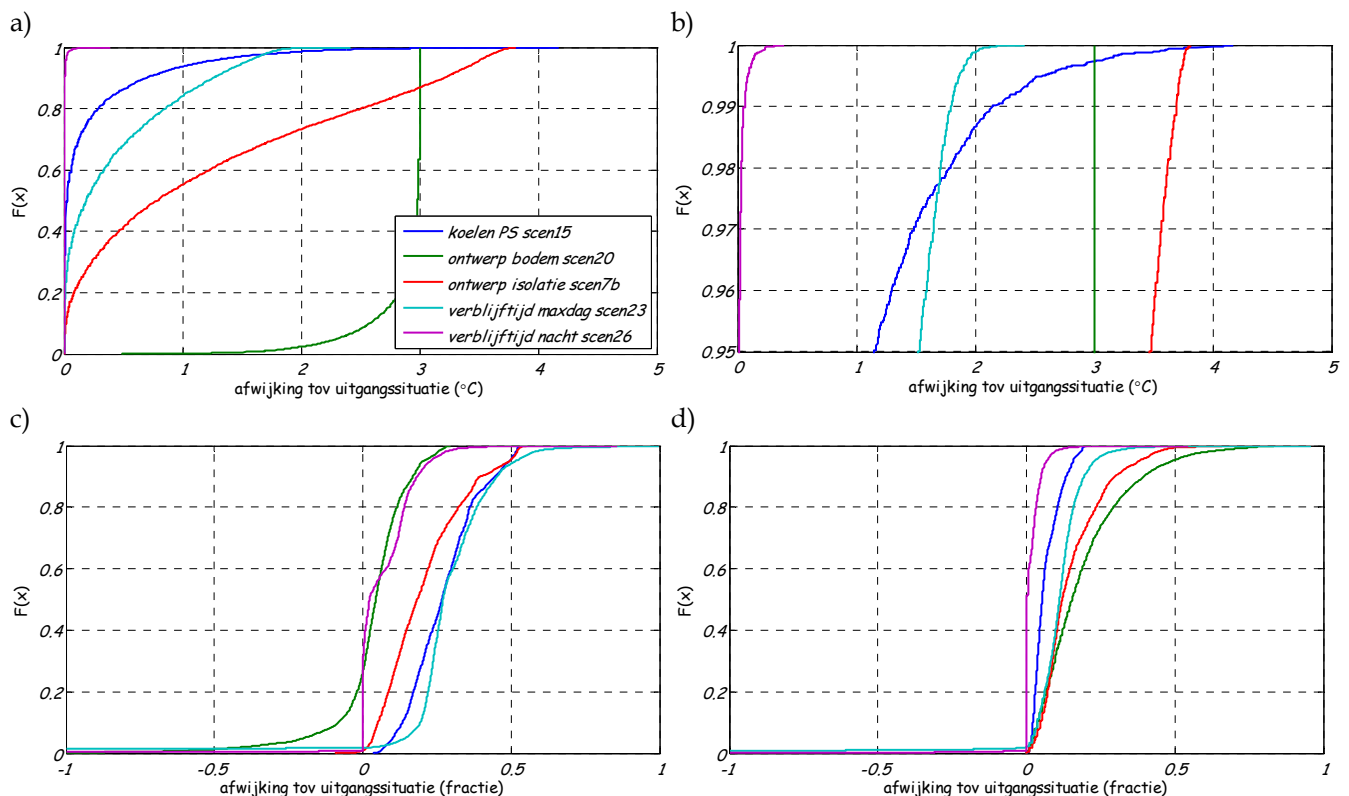 a)
1
0.8
0.6
0.4
0.2
0
F(x)
0 1 2 3 4 5
afwijking tov uitgangssituatie (°C)
koelen PS scen15
ontwerp bodem scen20
ontwerp isolatie scen7b
verblijftijd maxdag scen23
verblijftijd nacht scen26
b)
1
0.99
0.98
0.97
0.96
0.95
F(x)
0 1 2 3 4 5
afwijking tov uitgangssituatie (°C)
c)
1
0.8
0.6
0.4
0.2
0
F(x)
-1 -0.5 0 0.5 1
afwijking tov uitgangssituatie (fractie)
d)
1
0.8
0.6
0.4
0.2
0
F(x)
-1 -0.5 0 0.5 1
afwijking tov uitgangssituatie (fractie)